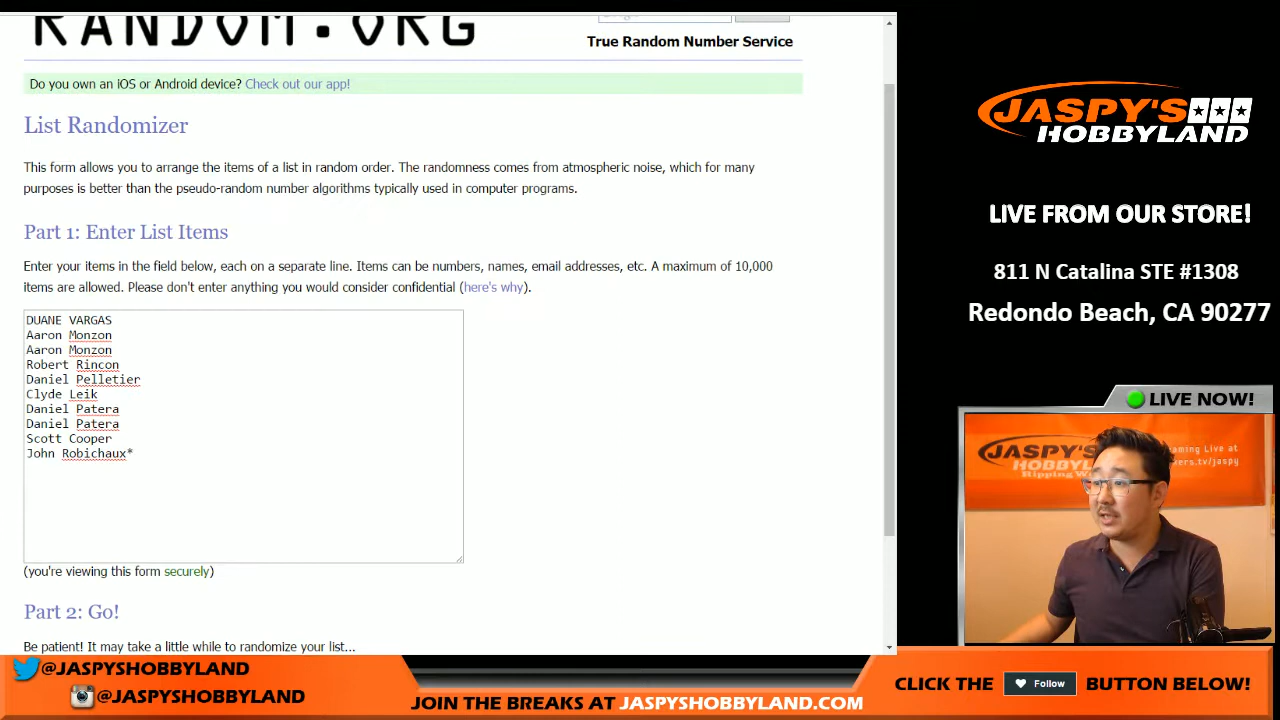 RANDOM.ORG
True Random Number Service
Do you own an iOS or Android device? Check out our app!
List Randomizer
This form allows you to arrange the items of a list in random order. The randomness comes from atmospheric noise, which for many
purposes is better than the pseudo-random number algorithms typically used in computer programs.
Part 1: Enter List Items
Enter your items in the field below, each on a separate line. Items can be numbers, names, email addresses, etc. A maximum of 10,000
items are allowed. Please don't enter anything you would consider confidential (here's why).
DUANE VARGAS
Aaron Monzon
Aaron Monzon
Robert Rincon
Daniel Pelletier
Clyde Leik
Daniel Patera
Daniel Patera
Scott Cooper
John Robichaux*
(you're viewing this form securely)
Part 2: Go!
Be patient! It may take a little while to randomize your list...
JASPY'S
HOBBYLAND
LIVE FROM OUR STORE!
811 N Catalina STE #1308
Redondo Beach, CA 90277
LIVE NOW!
JASPY'S
HOBBYLAND
Live at
@JASPYSHOBBYLAND
@JASPYSHOBBYLAND
JOIN THE BREAKS AT JASPYSHOBBYLAND.COM
CLICK THE Follow BUTTON BELOW!